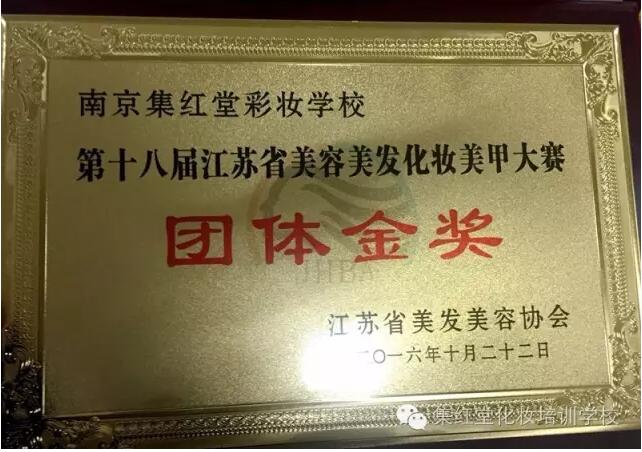 南京集红堂彩妆学校
第十八届江苏省美容美发化妆美甲大赛
团体金奖
JHBA
江苏省美发美容协会
二〇一六年十月二十二日
集红堂化妆培训学校